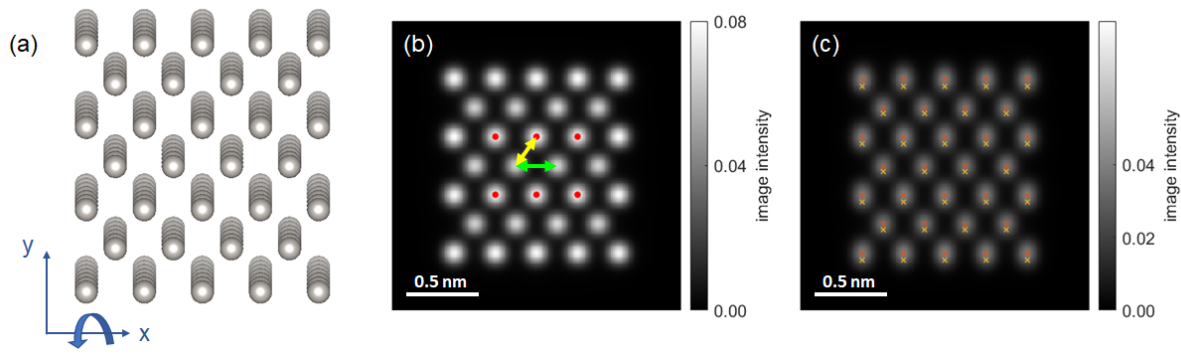 (a)
y
x
(b)
0.5 nm
0.08
0.04
0.00
image intensity
(c)
0.5 nm
0.04
0.02
0.00
image intensity